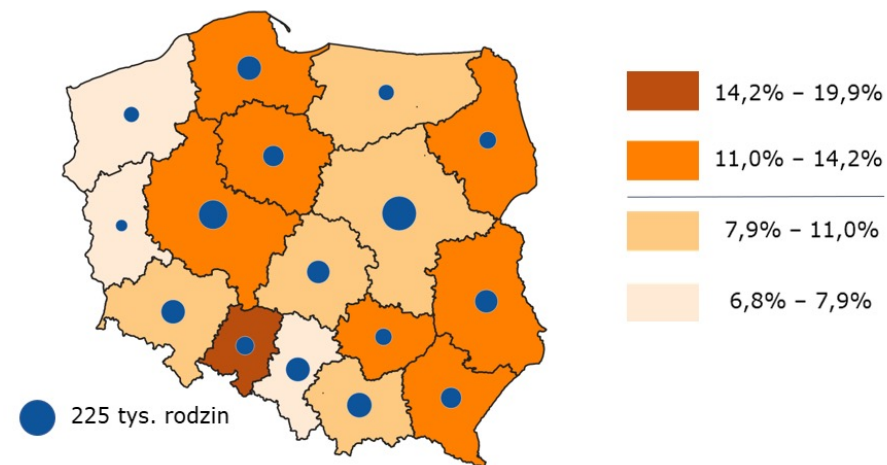 14,2% – 19,9%
11,0% – 14,2%
7,9% – 11,0%
6,8% – 7,9%
225 tys. rodzin